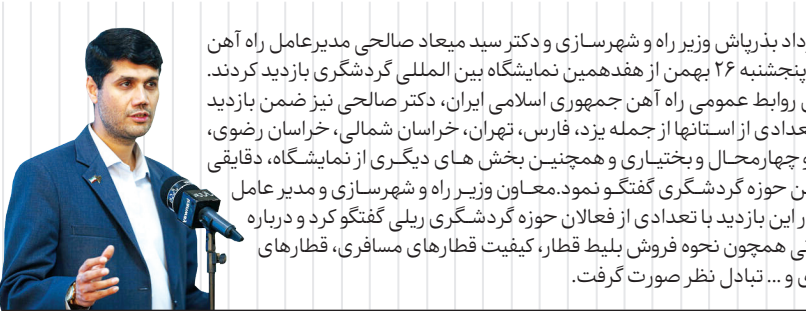 بذرپاش وزیر راه و شهرسازی و دکتر سید میعاد صالحی مدیرعامل راه آهن
پنجشنبه ۲۶ بهمن از هفدهمین نمایشگاه بین المللی گردشگری بازدید کردند.
روابط عمومی راه آهن جمهوری اسلامی ایران، دکتر صالحی نیز ضمن بازدید
از استانها از جمله یزد، فارس، تهران، خراسان شمالی، خراسان رضوی،
و چهارمحال و بختیاری و همچنین بخش های دیگری از نمایشگاه، دقایقی
حوزه گردشگری گفتگو نمود.معاون وزیر راه و شهرسازی و مدیر عامل
این بازدید با تعدادی از فعالان حوزه گردشگری ریلی گفتگو کرد و درباره
همچون نحوه فروش بلیط قطار، کیفیت قطارهای مسافری، قطارهای
و ... تبادل نظر صورت گرفت.